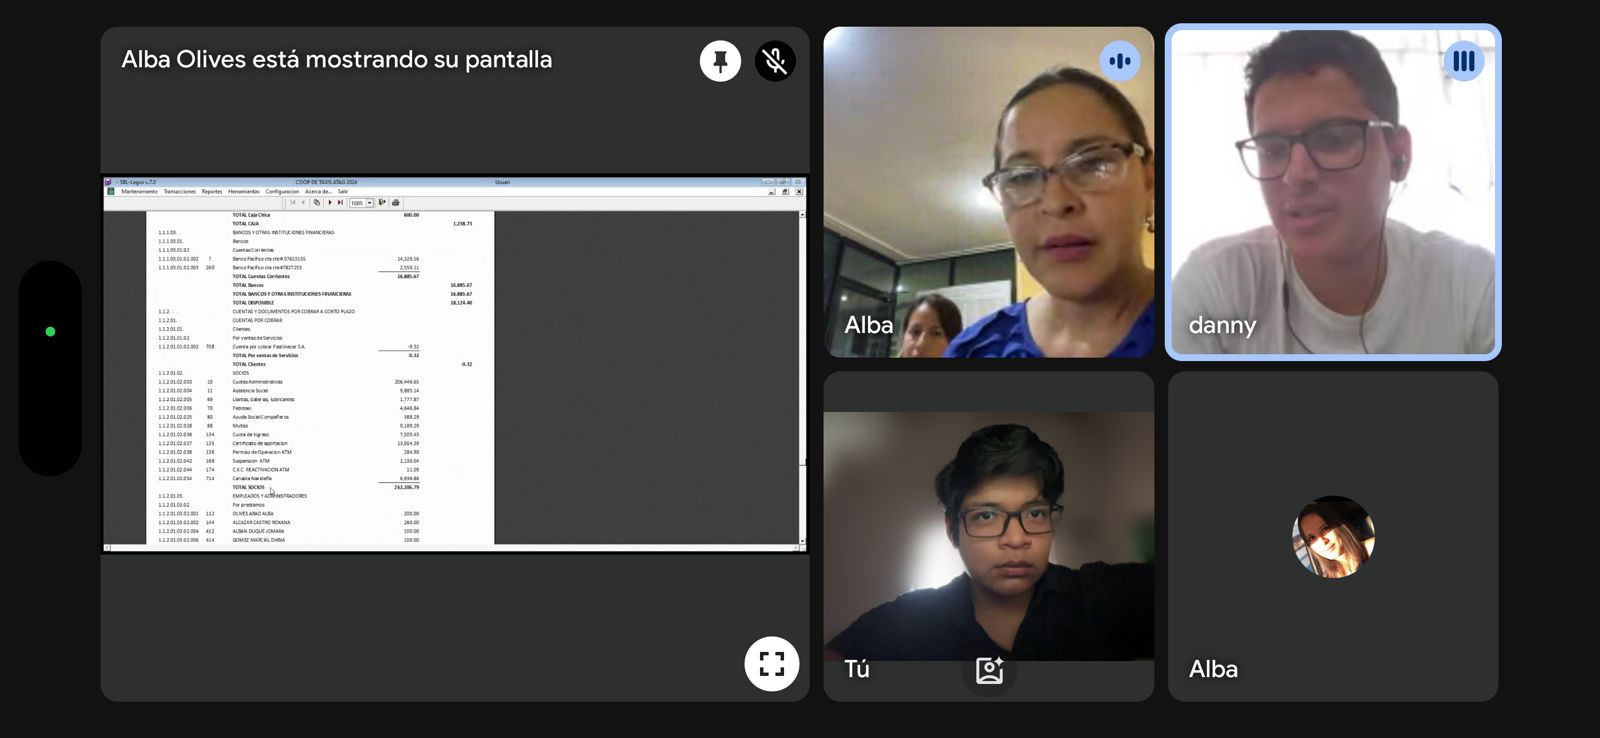 Alba Olives está mostrando su pantalla
- SBL-Legos v.7.0 COOP DE TAXIS ATAG 2024 Usuari
Mantenimiento Transacciones Reportes Herramientas Configuracion Acerca de... Salir
100%
TOTAL Caja Chica 600.00
TOTAL CAJA 1,238.73
1.1.1.03. . BANCOS Y OTRAS INSTITUCIONES FINANCIERAS
1.1.1.03.01. Bancos
1.1.1.03.01.02 Cuentas Corrientes
1.1.1.03.01.02.002 7 Banco Pacifico cta cte# 07613105 14,329.56
1.1.1.03.01.02.003 260 Banco Pacifico cta cte#7827253 2,556.11
TOTAL Cuentas Corrientes 16,885.67
TOTAL Bancos 16,885.67
TOTAL BANCOS Y OTRAS INSTITUCIONES FINANCIERAS 16,885.67
TOTAL DISPONIBLE 18,124.40
1.1.2. . . CUENTAS Y DOCUMENTOS POR COBRAR A CORTO PLAZO
1.1.2.01. . CUENTAS POR COBRAR
1.1.2.01.01. Clientes
1.1.2.01.01.02 Por ventas de Servicios
1.1.2.01.01.02.002 708 Cuenta por cobrar Fastlinecar S.A. -9.32
TOTAL Por ventas de Servicios -9.32
TOTAL Clientes -9.32
1.1.2.01.02. SOCIOS
1.1.2.01.02.003 10 Cuotas Administrativas 206,446.65
1.1.2.01.02.004 11 Asistencia Social 9,885.14
1.1.2.01.02.005 69 Llantas, baterias, lubricantes 1,777.87
1.1.2.01.02.006 70 Fedotaxi 4,646.84
1.1.2.01.02.025 80 Ayuda Social Compañeros 388.29
1.1.2.01.02.028 88 Multas 9,189.29
1.1.2.01.02.036 134 Cuota de Ingreso 7,505.43
1.1.2.01.02.037 135 Certificado de aportacion 13,004.39
1.1.2.01.02.038 136 Permiso de Operacion ATM 284.90
1.1.2.01.02.042 168 Suspension ATM 2,130.04
1.1.2.01.02.044 174 C.X.C. REACTIVACION ATM 11.09
1.1.2.01.02.054 714 Canasta Navideña 6,936.86
TOTAL SOCIOS 262,206.79
1.1.2.01.03. EMPLEADOS Y ADMINISTRADORES
1.1.2.01.03.02 Por prestamos
1.1.2.01.03.02.001 112 OLIVES ABAD ALBA 200.00
1.1.2.01.03.02.002 144 ALCAZAR CASTRO ROXANA 260.00
1.1.2.01.03.02.004 412 ALBAN DUQUE JOMARA 100.00
1.1.2.01.03.02.006 414 GOMEZ MARCIAL DIANA 100.00
Alba
danny
Tú
Alba